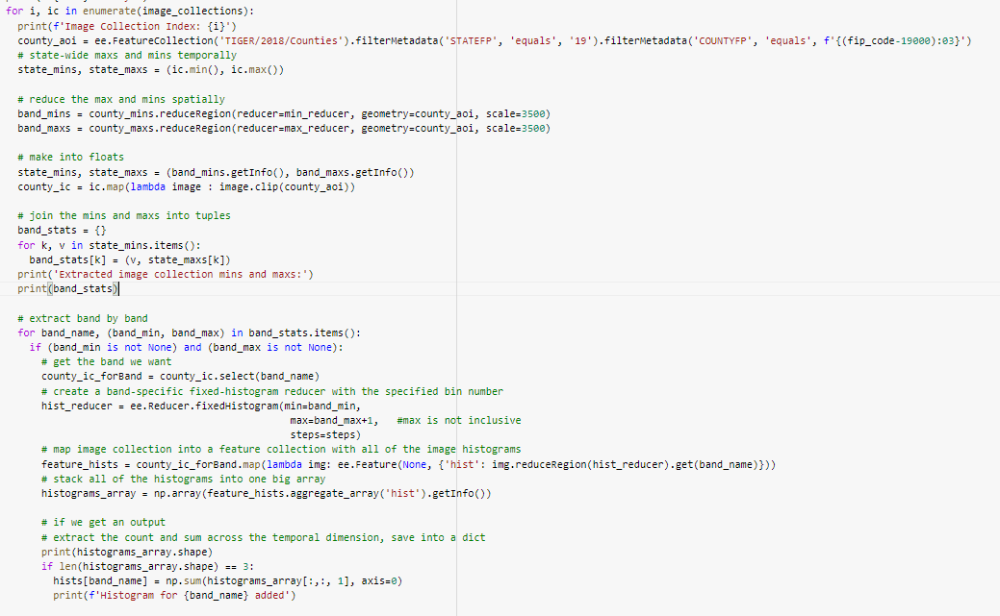 for i, ic in enumerate(image_collections):
  print(f'Image Collection Index: {i}')
  county_aoi = ee.FeatureCollection('TIGER/2018/Counties').filterMetadata('STATEFP', 'equals', '19').filterMetadata('COUNTYFP', 'equals', f'{(fip_code-19000):03}')
  # state-wide maxs and mins temporally
  state_mins, state_maxs = (ic.min(), ic.max())
  # reduce the max and mins spatially
  band_mins = county_mins.reduceRegion(reducer=min_reducer, geometry=county_aoi, scale=3500)
  band_maxs = county_maxs.reduceRegion(reducer=max_reducer, geometry=county_aoi, scale=3500)
  # make into floats
  state_mins, state_maxs = (band_mins.getInfo(), band_maxs.getInfo())
  county_ic = ic.map(lambda image : image.clip(county_aoi))
  # join the mins and maxs into tuples
  band_stats = {}
  for k, v in state_mins.items():
    band_stats[k] = (v, state_maxs[k])
  print('Extracted image collection mins and maxs:')
  print(band_stats)
  # extract band by band
  for band_name, (band_min, band_max) in band_stats.items():
    if (band_min is not None) and (band_max is not None):
      # get the band we want
      county_ic_forBand = county_ic.select(band_name)
      # create a band-specific fixed-histogram reducer with the specified bin number
      hist_reducer = ee.Reducer.fixedHistogram(min=band_min,
                                               max=band_max+1,   #max is not inclusive
                                               steps=steps)
      # map image collection into a feature collection with all of the image histograms
      feature_hists = county_ic_forBand.map(lambda img: ee.Feature(None, {'hist': img.reduceRegion(hist_reducer).get(band_name)}))
      # stack all of the histograms into one big array
      histograms_array = np.array(feature_hists.aggregate_array('hist').getInfo())
      # if we get an output
      # extract the count and sum across the temporal dimension, save into a dict
      print(histograms_array.shape)
      if len(histograms_array.shape) == 3:
        hists[band_name] = np.sum(histograms_array[:,:, 1], axis=0)
        print(f'Histogram for {band_name} added')